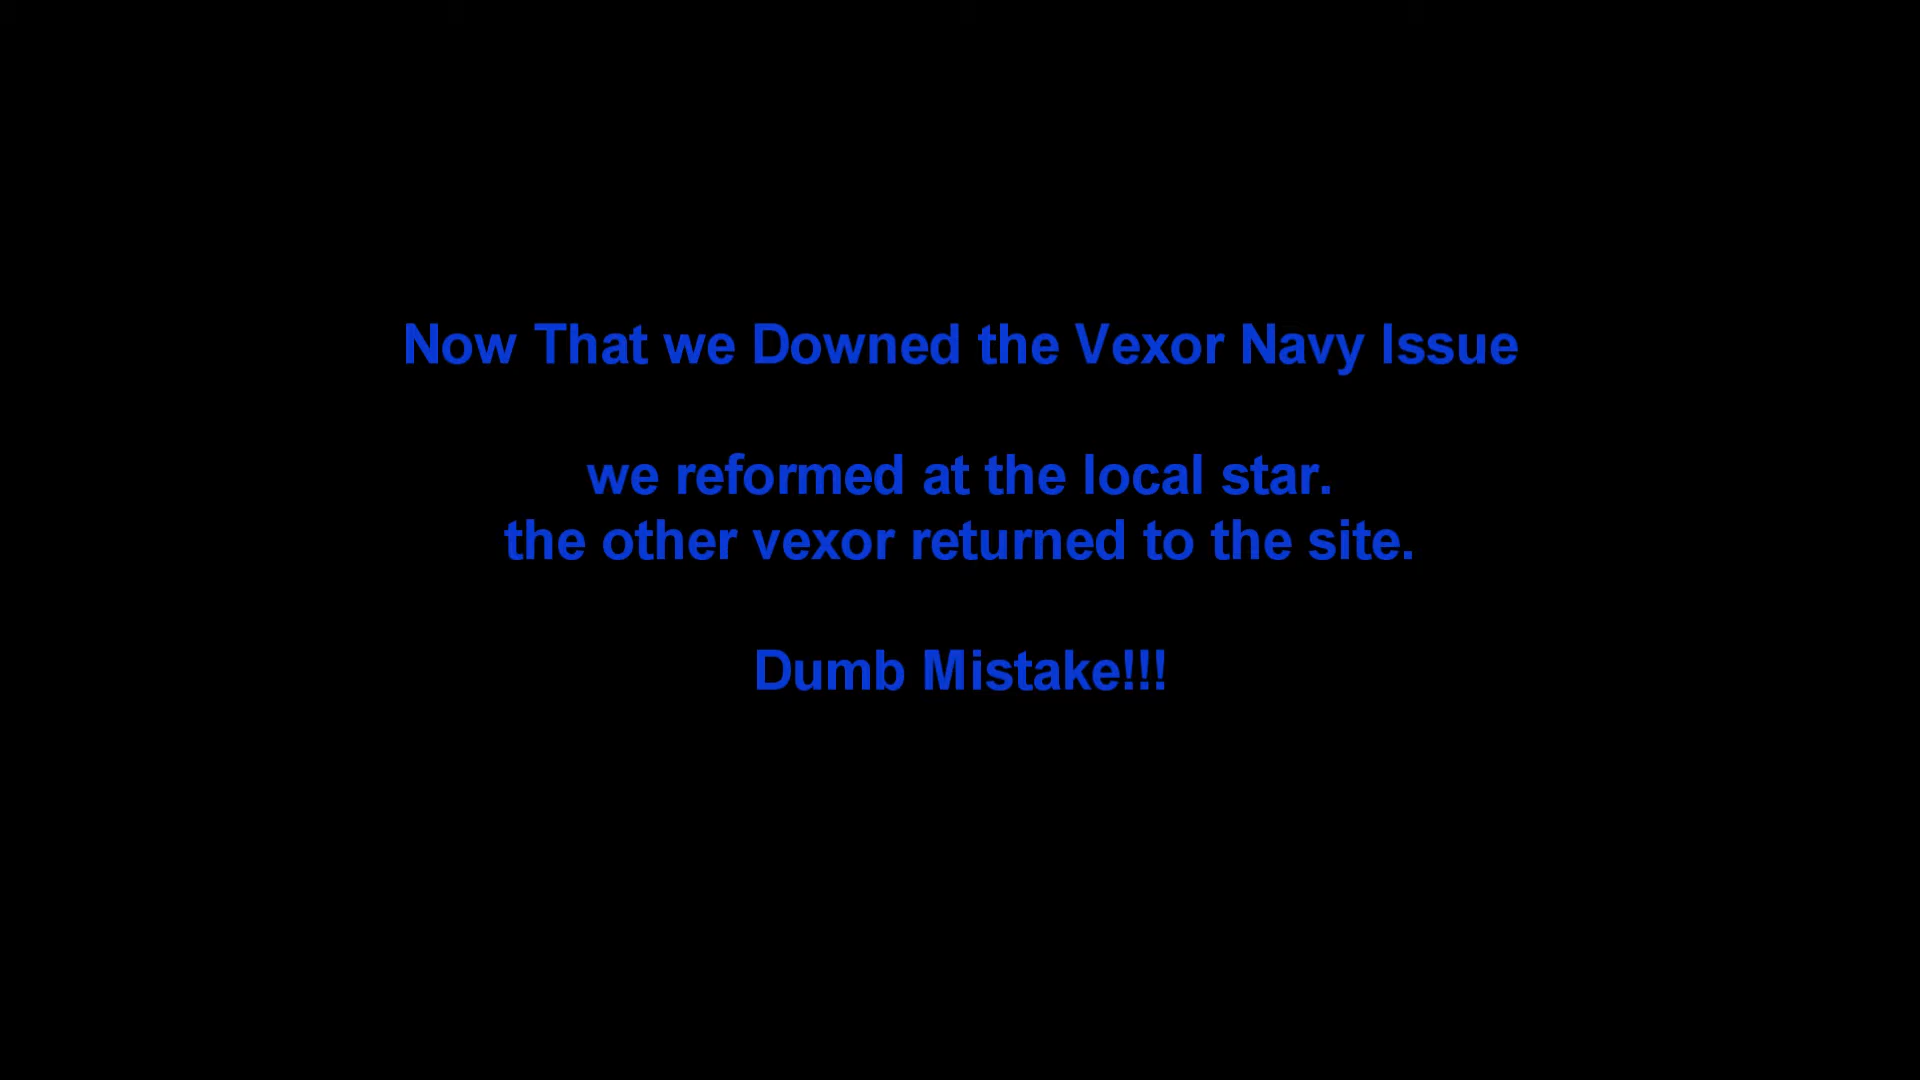 Now That we Downed the Vexor Navy Issue
we reformed at the local star.
the other vexor returned to the site.
Dumb Mistake!!!